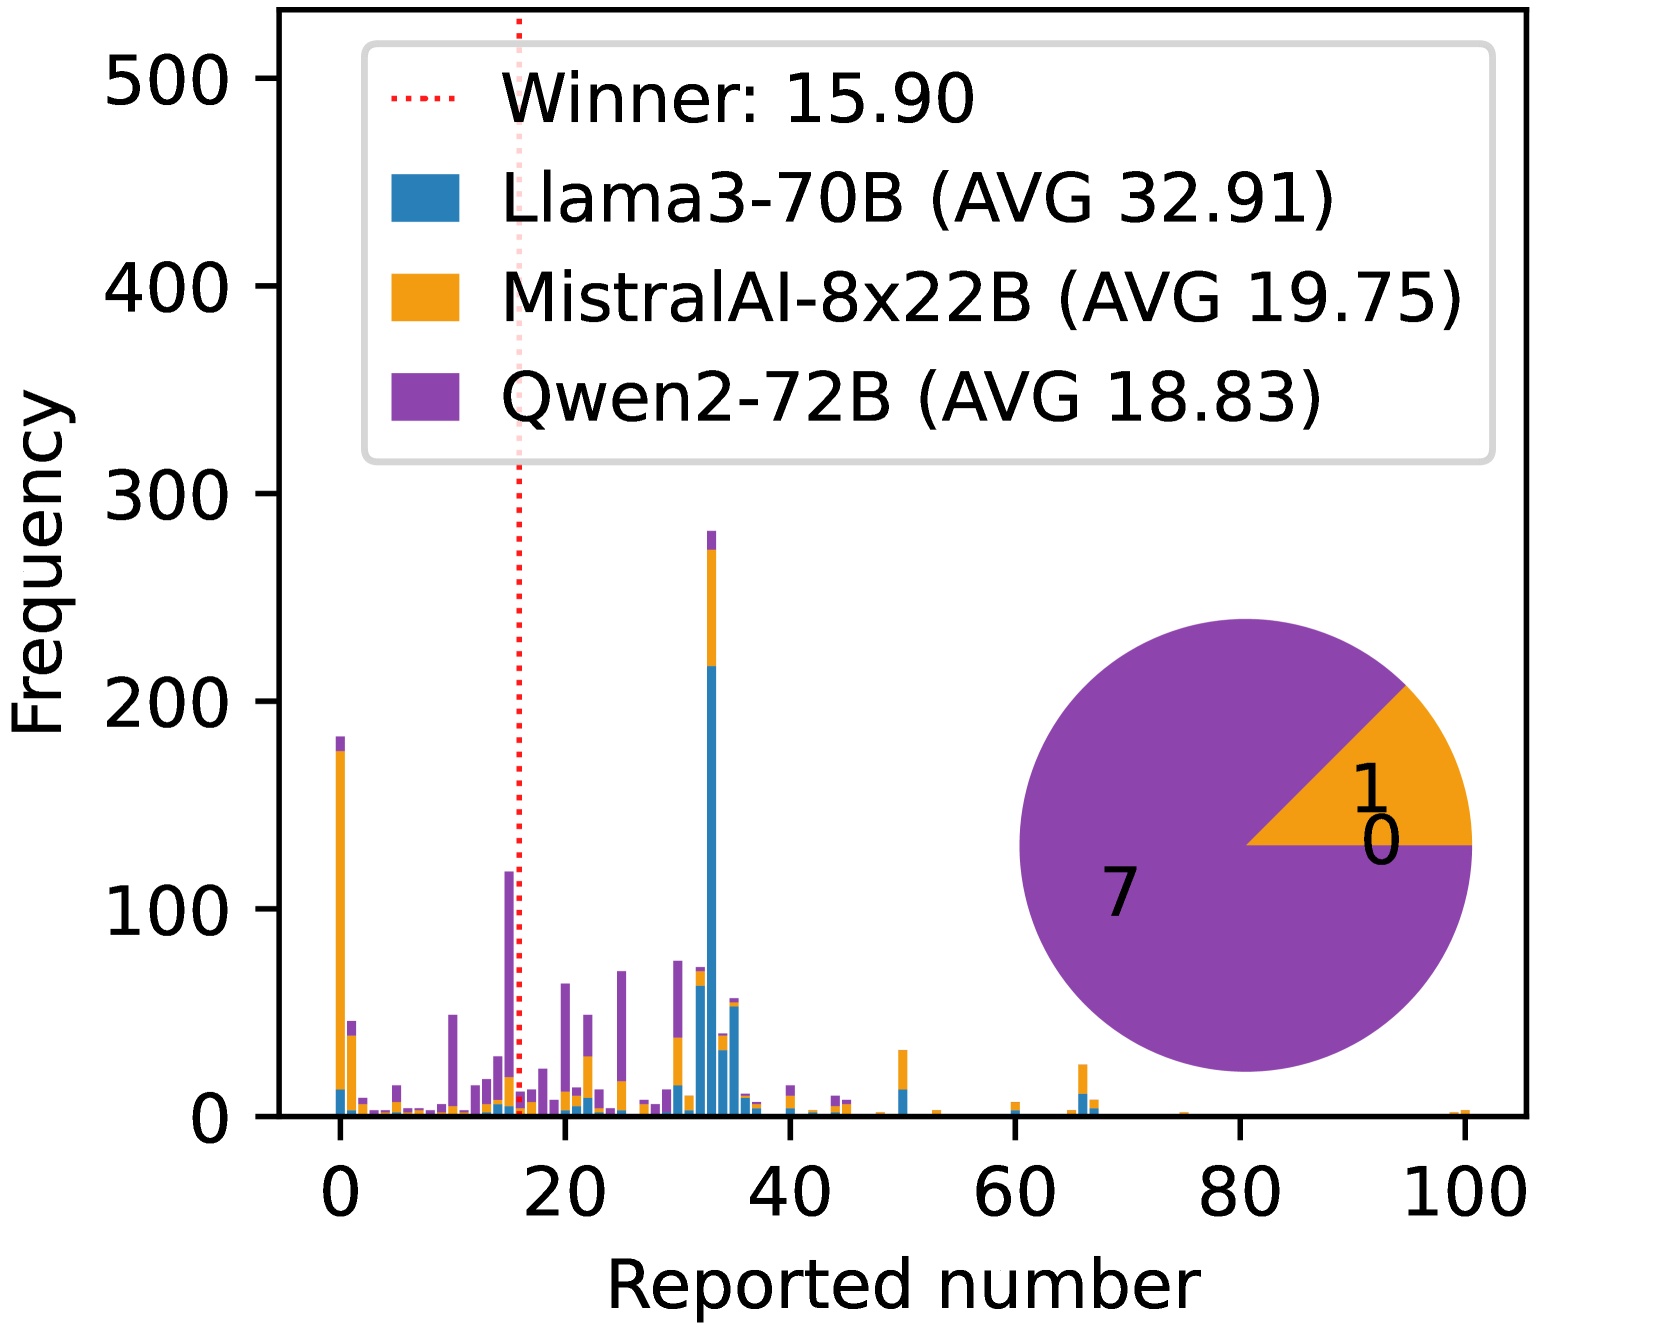 Winner: 15.90
Llama3-70B (AVG 32.91)
MistralAI-8x22B (AVG 19.75)
Qwen2-72B (AVG 18.83)
Frequency
500
400
300
200
100
0
1
0
7
0 20 40 60 80 100
Reported number